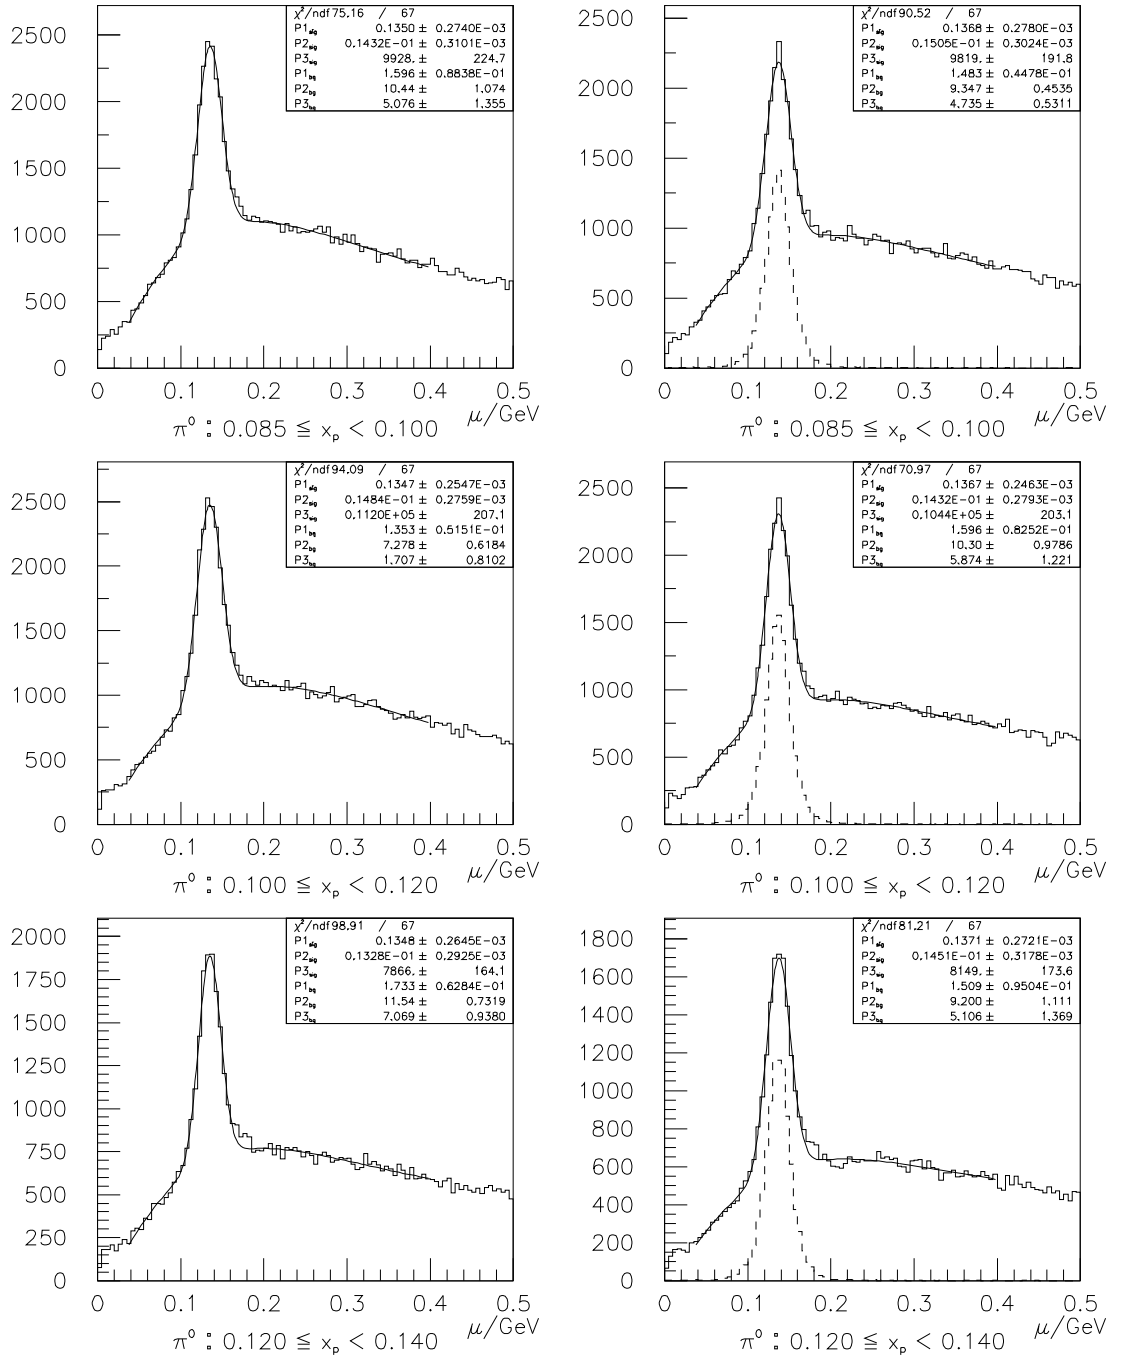 χ²/ndf75.16 / 67
P1sig 0.1350 ± 0.2740E-03
P2sig 0.1432E-01 ± 0.3101E-03
P3sig 9928. ± 224.7
P1bg 1.596 ± 0.8838E-01
P2bg 10.44 ± 1.074
P3bg 5.076 ± 1.355
2500
2000
1500
1000
500
0
0 0.1 0.2 0.3 0.4 0.5
μ/GeV
π⁰ : 0.085 ≦ xₚ < 0.100
χ²/ndf90.52 / 67
P1sig 0.1368 ± 0.2780E-03
P2sig 0.1505E-01 ± 0.3024E-03
P3sig 9819. ± 191.8
P1bg 1.483 ± 0.4478E-01
P2bg 9.347 ± 0.4535
P3bg 4.735 ± 0.5311
2500
2000
1500
1000
500
0
0 0.1 0.2 0.3 0.4 0.5
μ/GeV
π⁰ : 0.085 ≦ xₚ < 0.100
χ²/ndf94.09 / 67
P1sig 0.1347 ± 0.2547E-03
P2sig 0.1484E-01 ± 0.2759E-03
P3sig 0.1120E+05 ± 207.1
P1bg 1.353 ± 0.5151E-01
P2bg 7.278 ± 0.6184
P3bg 1.707 ± 0.8102
2500
2000
1500
1000
500
0
0 0.1 0.2 0.3 0.4 0.5
μ/GeV
π⁰ : 0.100 ≦ xₚ < 0.120
χ²/ndf70.97 / 67
P1sig 0.1367 ± 0.2463E-03
P2sig 0.1432E-01 ± 0.2793E-03
P3sig 0.1044E+05 ± 203.1
P1bg 1.596 ± 0.8252E-01
P2bg 10.30 ± 0.9786
P3bg 5.874 ± 1.221
2500
2000
1500
1000
500
0
0 0.1 0.2 0.3 0.4 0.5
μ/GeV
π⁰ : 0.100 ≦ xₚ < 0.120
χ²/ndf98.91 / 67
P1sig 0.1348 ± 0.2645E-03
P2sig 0.1328E-01 ± 0.2925E-03
P3sig 7866. ± 164.1
P1bg 1.733 ± 0.6284E-01
P2bg 11.54 ± 0.7319
P3bg 7.069 ± 0.9380
2000
1750
1500
1250
1000
750
500
250
0
0 0.1 0.2 0.3 0.4 0.5
μ/GeV
π⁰ : 0.120 ≦ xₚ < 0.140
χ²/ndf81.21 / 67
P1sig 0.1371 ± 0.2721E-03
P2sig 0.1451E-01 ± 0.3178E-03
P3sig 8149. ± 173.6
P1bg 1.509 ± 0.9504E-01
P2bg 9.200 ± 1.111
P3bg 5.106 ± 1.369
1800
1600
1400
1200
1000
800
600
400
200
0
0 0.1 0.2 0.3 0.4 0.5
μ/GeV
π⁰ : 0.120 ≦ xₚ < 0.140